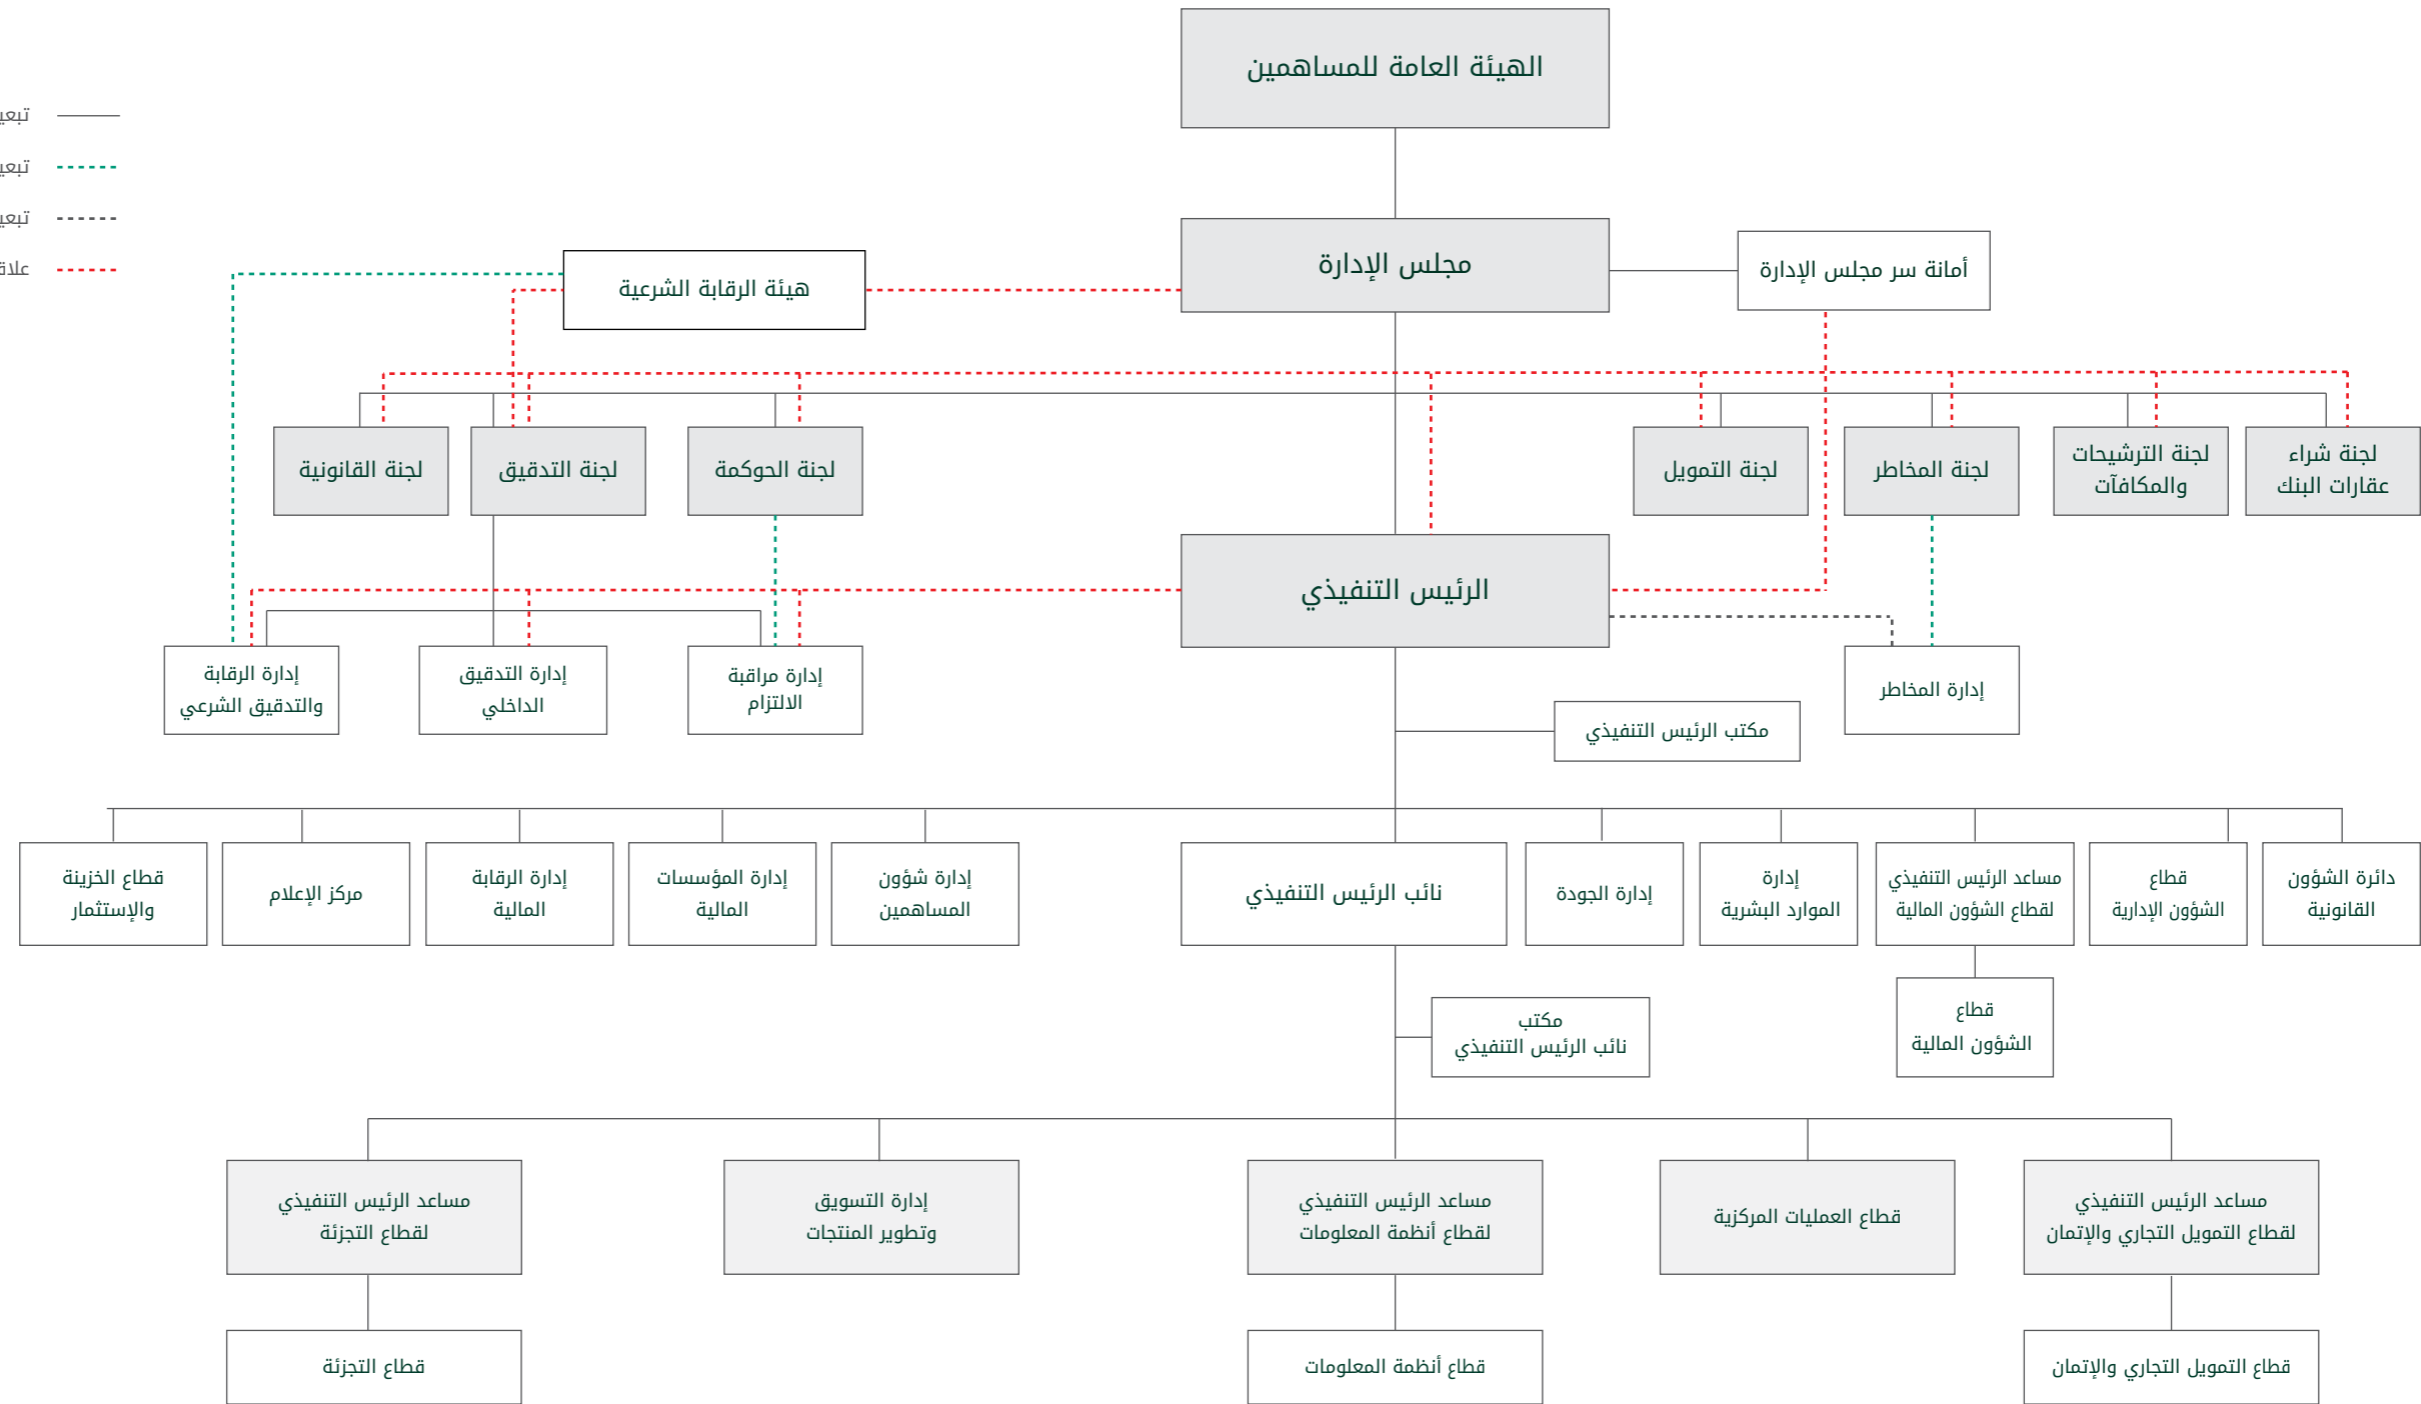 الهيئة العامة للمساهمين
مجلس الإدارة
أمانة سر مجلس الإدارة
هيئة الرقابة الشرعية
لجنة شراء
عقارات البنك
لجنة الترشيحات
والمكافآت
لجنة المخاطر
لجنة التمويل
لجنة الحوكمة
لجنة التدقيق
لجنة القانونية
الرئيس التنفيذي
إدارة المخاطر
إدارة مراقبة
الالتزام
إدارة التدقيق
الداخلي
إدارة الرقابة
والتدقيق الشرعي
مكتب الرئيس التنفيذي
دائرة الشؤون
القانونية
قطاع
الشؤون الإدارية
مساعد الرئيس التنفيذي
لقطاع الشؤون المالية
إدارة
الموارد البشرية
إدارة الجودة
نائب الرئيس التنفيذي
إدارة شؤون
المساهمين
إدارة المؤسسات
المالية
إدارة الرقابة
المالية
مركز الإعلام
قطاع الخزينة
والإستثمار
قطاع
الشؤون المالية
مكتب
نائب الرئيس التنفيذي
مساعد الرئيس التنفيذي
لقطاع التمويل التجاري والإتمان
قطاع العمليات المركزية
مساعد الرئيس التنفيذي
لقطاع أنظمة المعلومات
إدارة التسويق
وتطوير المنتجات
مساعد الرئيس التنفيذي
لقطاع التجزئة
قطاع التمويل التجاري والإتمان
قطاع أنظمة المعلومات
قطاع التجزئة